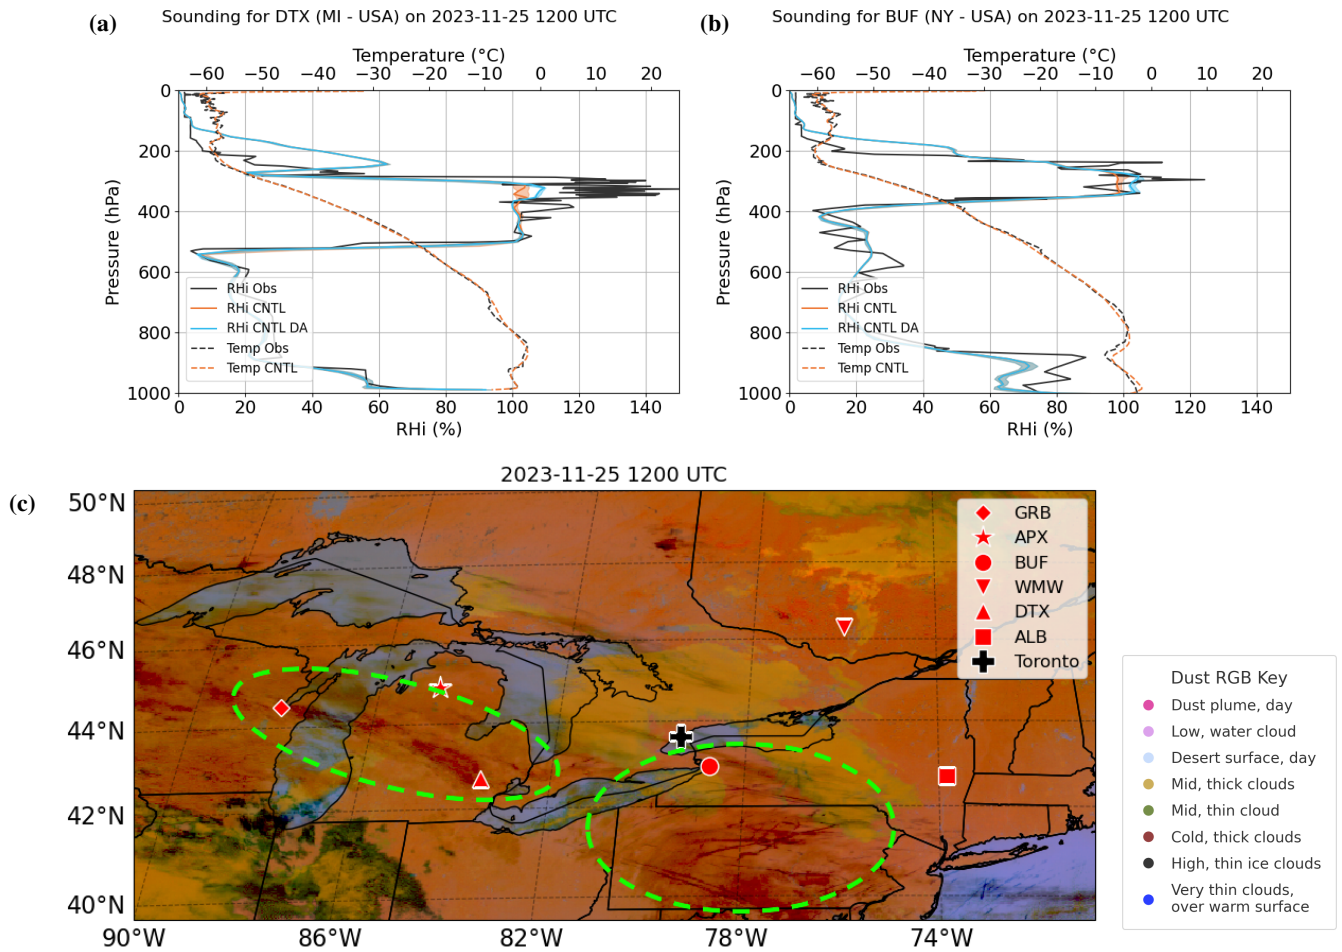 (a)
Sounding for DTX (MI - USA) on 2023-11-25 1200 UTC
Temperature (°C)
−60 −50 −40 −30 −20 −10 0 10 20
0
200
400
600
800
1000
Pressure (hPa)
RHi Obs
RHi CNTL
RHi CNTL DA
Temp Obs
Temp CNTL
0 20 40 60 80 100 120 140
RHi (%)
(b)
Sounding for BUF (NY - USA) on 2023-11-25 1200 UTC
Temperature (°C)
−60 −50 −40 −30 −20 −10 0 10 20
0
200
400
600
800
1000
Pressure (hPa)
RHi Obs
RHi CNTL
RHi CNTL DA
Temp Obs
Temp CNTL
0 20 40 60 80 100 120 140
RHi (%)
(c)
2023-11-25 1200 UTC
50°N
48°N
46°N
44°N
42°N
40°N
90°W 86°W 82°W 78°W 74°W
GRB
APX
BUF
WMW
DTX
ALB
Toronto
Dust RGB Key
Dust plume, day
Low, water cloud
Desert surface, day
Mid, thick clouds
Mid, thin cloud
Cold, thick clouds
High, thin ice clouds
Very thin clouds,
over warm surface